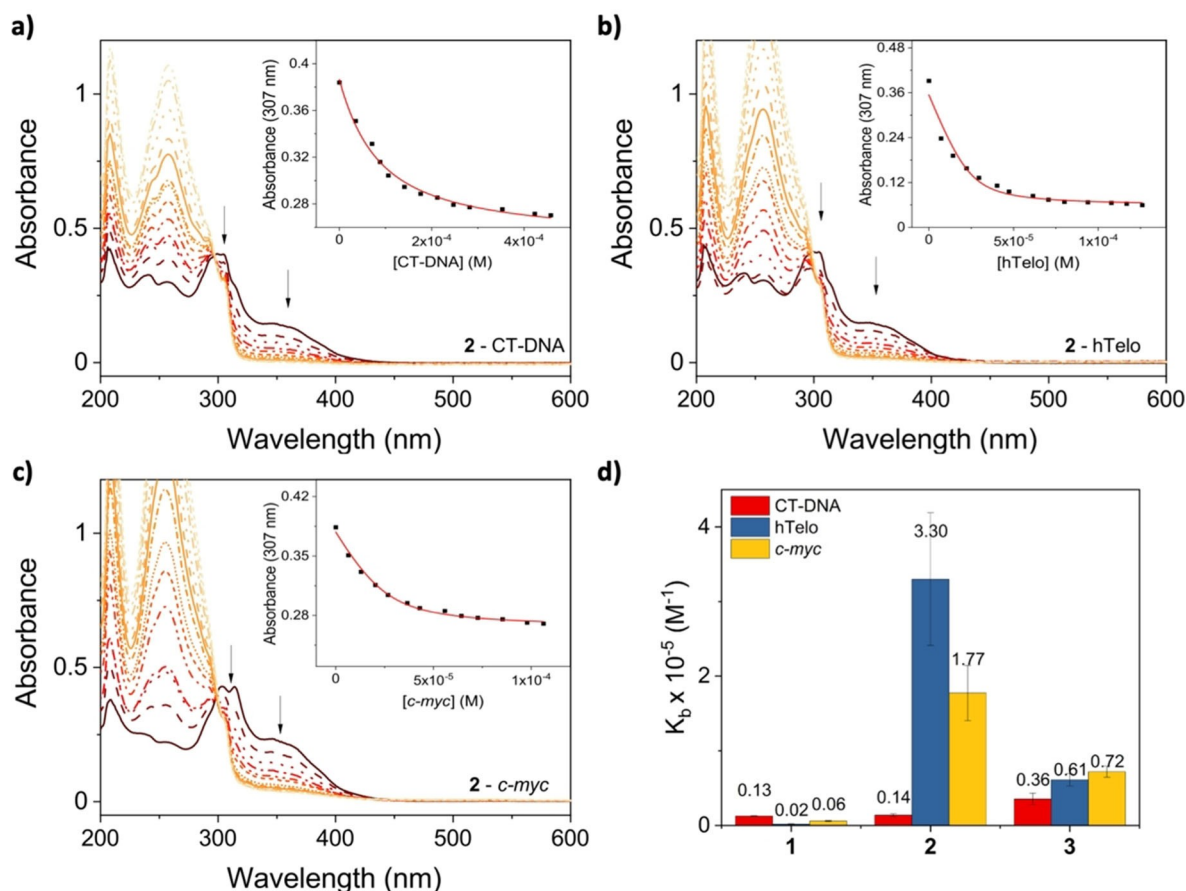 a)
1
0.5
0
Absorbance
200 300 400 500 600
Wavelength (nm)
2 - CT-DNA
0.4
0.36
0.32
0.28
Absorbance (307 nm)
0 2x10⁻⁴ 4x10⁻⁴
[CT-DNA] (M)
b)
1
0.5
0
Absorbance
200 300 400 500 600
Wavelength (nm)
2 - hTelo
0.48
0.36
0.24
0.12
0
Absorbance (307 nm)
0 5x10⁻⁵ 1x10⁻⁴
[hTelo] (M)
c)
1
0.5
0
Absorbance
200 300 400 500 600
Wavelength (nm)
2 - c-myc
0.42
0.35
0.28
Absorbance (307 nm)
0 5x10⁻⁵ 1x10⁻⁴
[c-myc] (M)
d)
CT-DNA
hTelo
c-myc
4
2
0
K_b x 10⁻⁵ (M⁻¹)
0.13 0.02 0.06
0.14 3.30 1.77
0.36 0.61 0.72
1 2 3